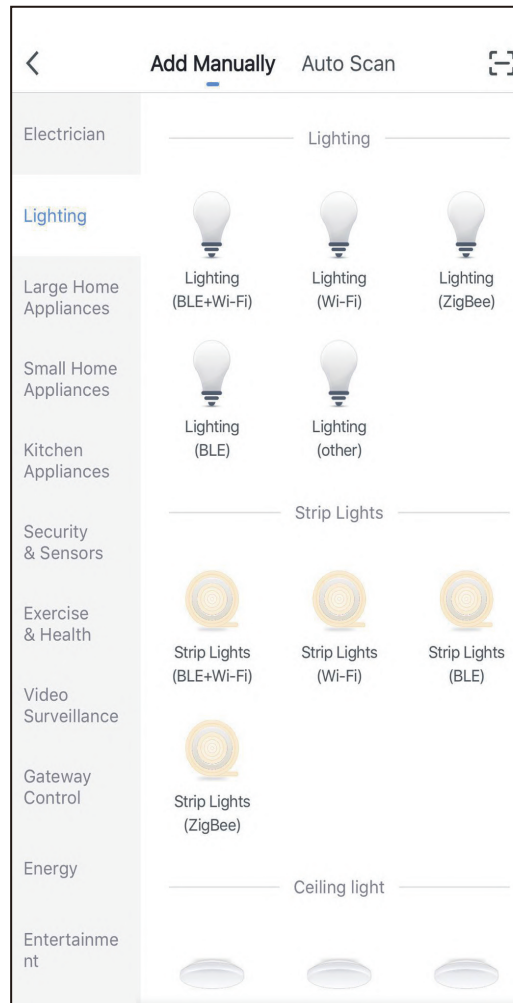 Add Manually Auto Scan
Electrician
Lighting
Large Home
Appliances
Small Home
Appliances
Kitchen
Appliances
Security
& Sensors
Exercise
& Health
Video
Surveillance
Gateway
Control
Energy
Entertainme
nt
Lighting
Lighting
(BLE+Wi-Fi)
Lighting
(Wi-Fi)
Lighting
(ZigBee)
Lighting
(BLE)
Lighting
(other)
Strip Lights
Strip Lights
(BLE+Wi-Fi)
Strip Lights
(Wi-Fi)
Strip Lights
(BLE)
Strip Lights
(ZigBee)
Ceiling light